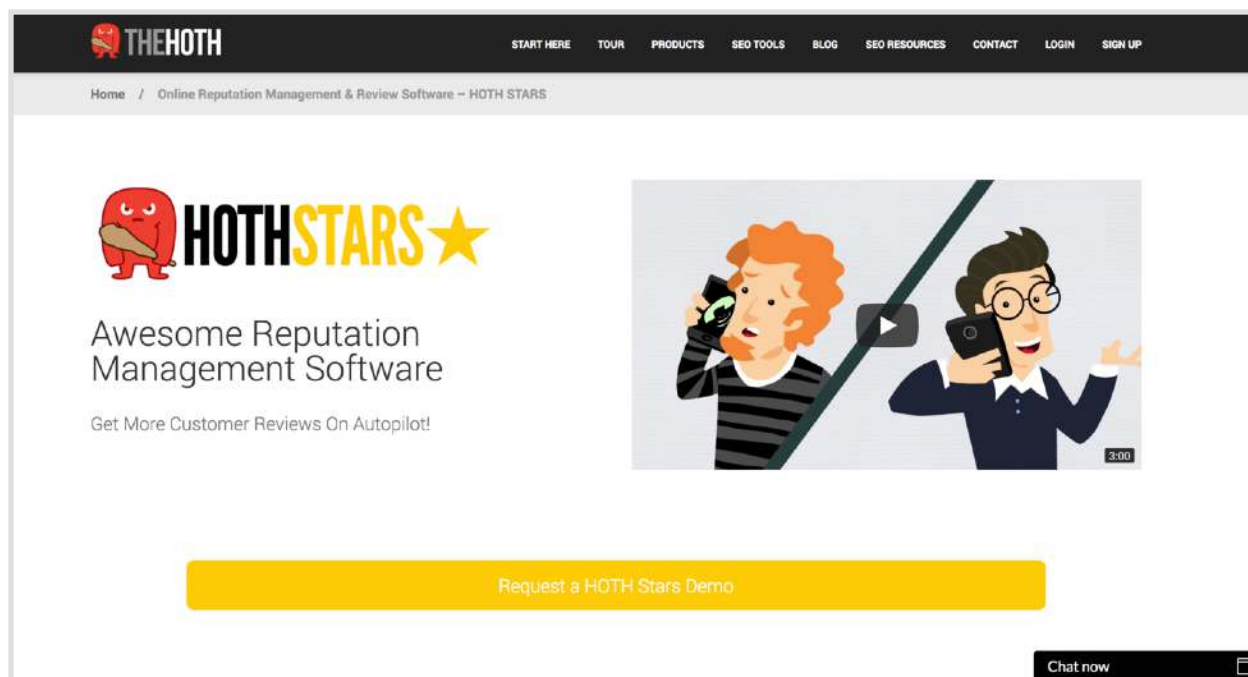 THEHOTH
START HERE TOUR PRODUCTS SEO TOOLS BLOG SEO RESOURCES CONTACT LOGIN SIGN UP
Home / Online Reputation Management & Review Software – HOTH STARS
HOTHSTARS
Awesome Reputation
Management Software
Get More Customer Reviews On Autopilot!
3:00
Request a HOTH Stars Demo
Chat now